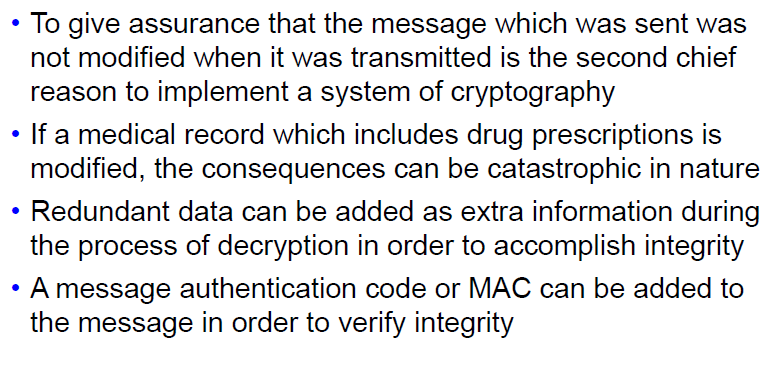 • To give assurance that the message which was sent was
not modified when it was transmitted is the second chief
reason to implement a system of cryptography
• If a medical record which includes drug prescriptions is
modified, the consequences can be catastrophic in nature
• Redundant data can be added as extra information during
the process of decryption in order to accomplish integrity
• A message authentication code or MAC can be added to
the message in order to verify integrity